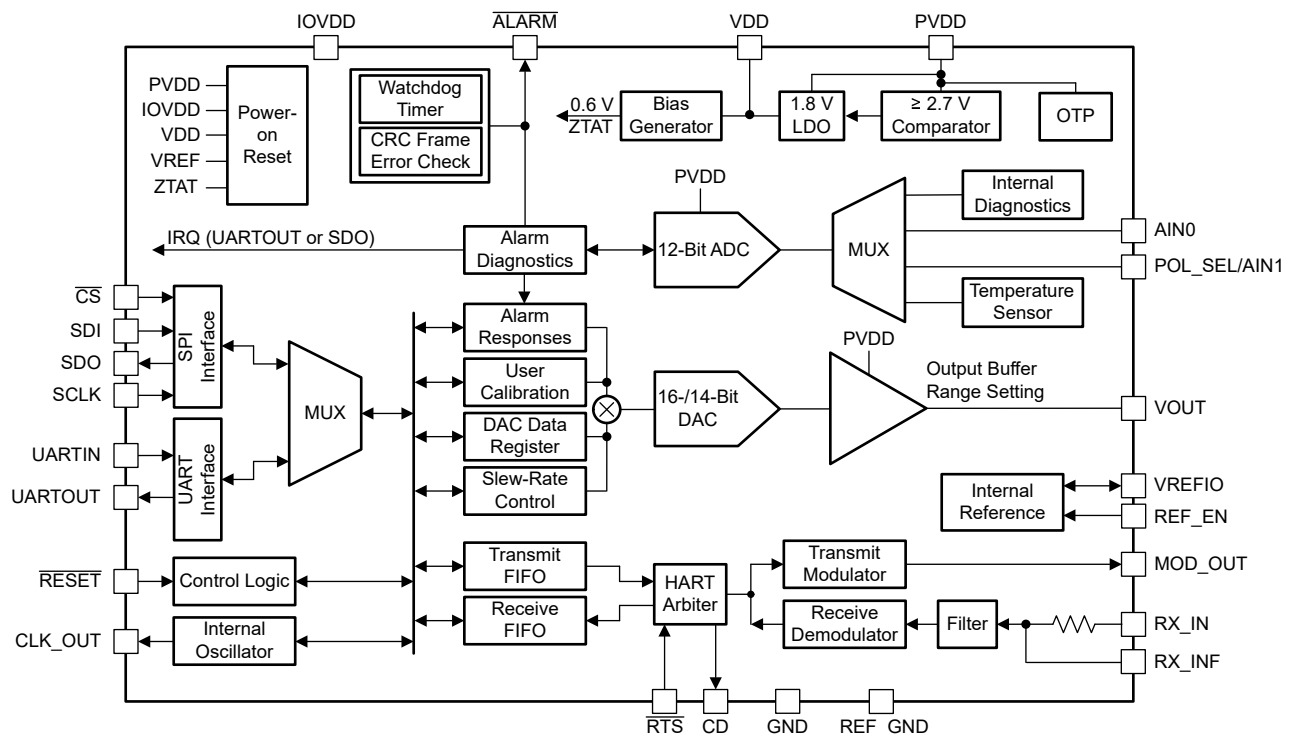 IOVDD
ALARM
VDD
PVDD
PVDD
IOVDD
VDD
VREF
ZTAT
Power-
on
Reset
Watchdog
Timer
CRC Frame
Error Check
0.6 V
ZTAT
Bias
Generator
1.8 V
LDO
≥ 2.7 V
Comparator
OTP
IRQ (UARTOUT or SDO)
Alarm
Diagnostics
PVDD
12-Bit ADC
MUX
Internal
Diagnostics
Temperature
Sensor
AIN0
POL_SEL/AIN1
CS
SDI
SDO
SCLK
SPI
Interface
UARTIN
UARTOUT
UART
Interface
MUX
Alarm
Responses
User
Calibration
DAC Data
Register
Slew-Rate
Control
16-/14-Bit
DAC
PVDD
Output Buffer
Range Setting
VOUT
Internal
Reference
VREFIO
REF_EN
RESET
Control Logic
CLK_OUT
Internal
Oscillator
Transmit
FIFO
Receive
FIFO
HART
Arbiter
Transmit
Modulator
Receive
Demodulator
Filter
MOD_OUT
RX_IN
RX_INF
RTS
CD
GND
REF GND